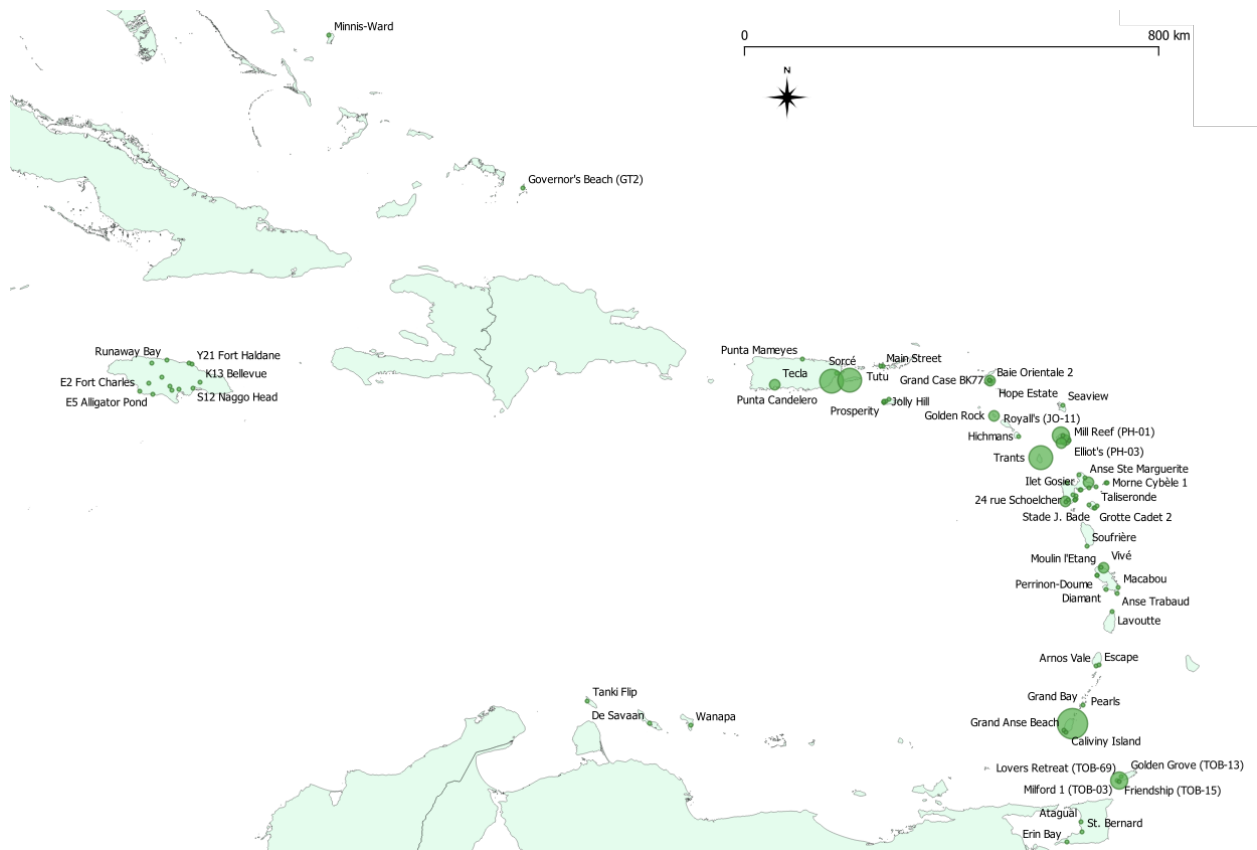 Minnis-Ward
0
800 km
N
Governor's Beach (GT2)
Runaway Bay
Y21 Fort Haldane
K13 Bellevue
E2 Fort Charles
S12 Naggo Head
E5 Alligator Pond
Punta Mameyes
Sorcé
Main Street
Tecla
Tutu
Grand Case BK77
Baie Orientale 2
Punta Candelero
Hope Estate
Seaview
Prosperity
Jolly Hill
Golden Rock
Royall's (JO-11)
Hichmans
Mill Reef (PH-01)
Elliot's (PH-03)
Trants
Anse Ste Marguerite
Ilet Gosier
Morne Cybèle 1
24 rue Schoelcher
Taliseronde
Stade J. Bade
Grotte Cadet 2
Soufrière
Moulin l'Etang
Vivé
Perrinon-Doume
Macabou
Diamant
Anse Trabaud
Lavoutte
Arnos Vale
Escape
Grand Bay
Pearls
Tanki Flip
De Savaan
Wanapa
Grand Anse Beach
Caliviny Island
Lovers Retreat (TOB-69)
Golden Grove (TOB-13)
Milford 1 (TOB-03)
Friendship (TOB-15)
Atagual
St. Bernard
Erin Bay